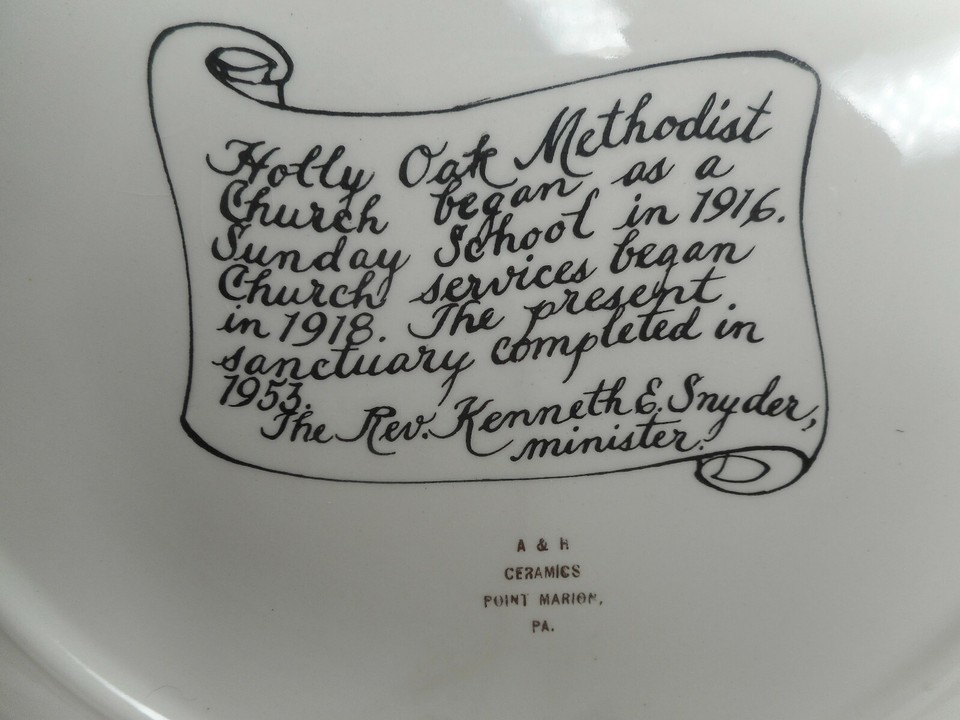 Holly Oak Methodist
Church began as a
Sunday School in 1916.
Church services began
in 1918. The present
sanctuary completed in
1953.
The Rev. Kenneth E. Snyder,
minister.
A & H
CERAMICS
POINT MARION,
PA.